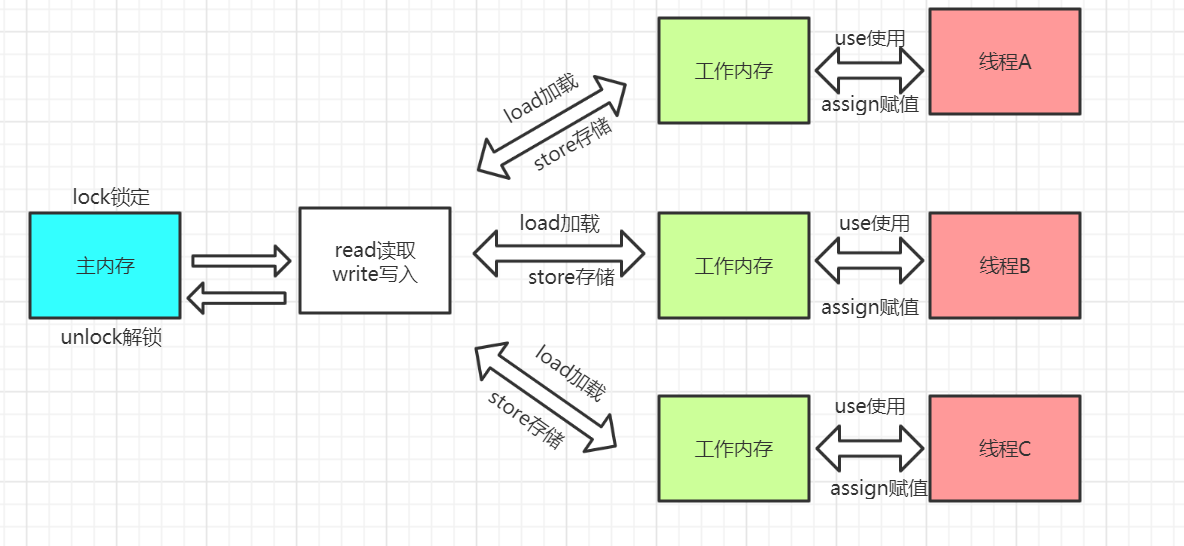 lock锁定
主内存
unlock解锁
read读取
write写入
load加载
store存储
工作内存
use使用
assign赋值
线程A
load加载
store存储
工作内存
use使用
assign赋值
线程B
load加载
store存储
工作内存
use使用
assign赋值
线程C